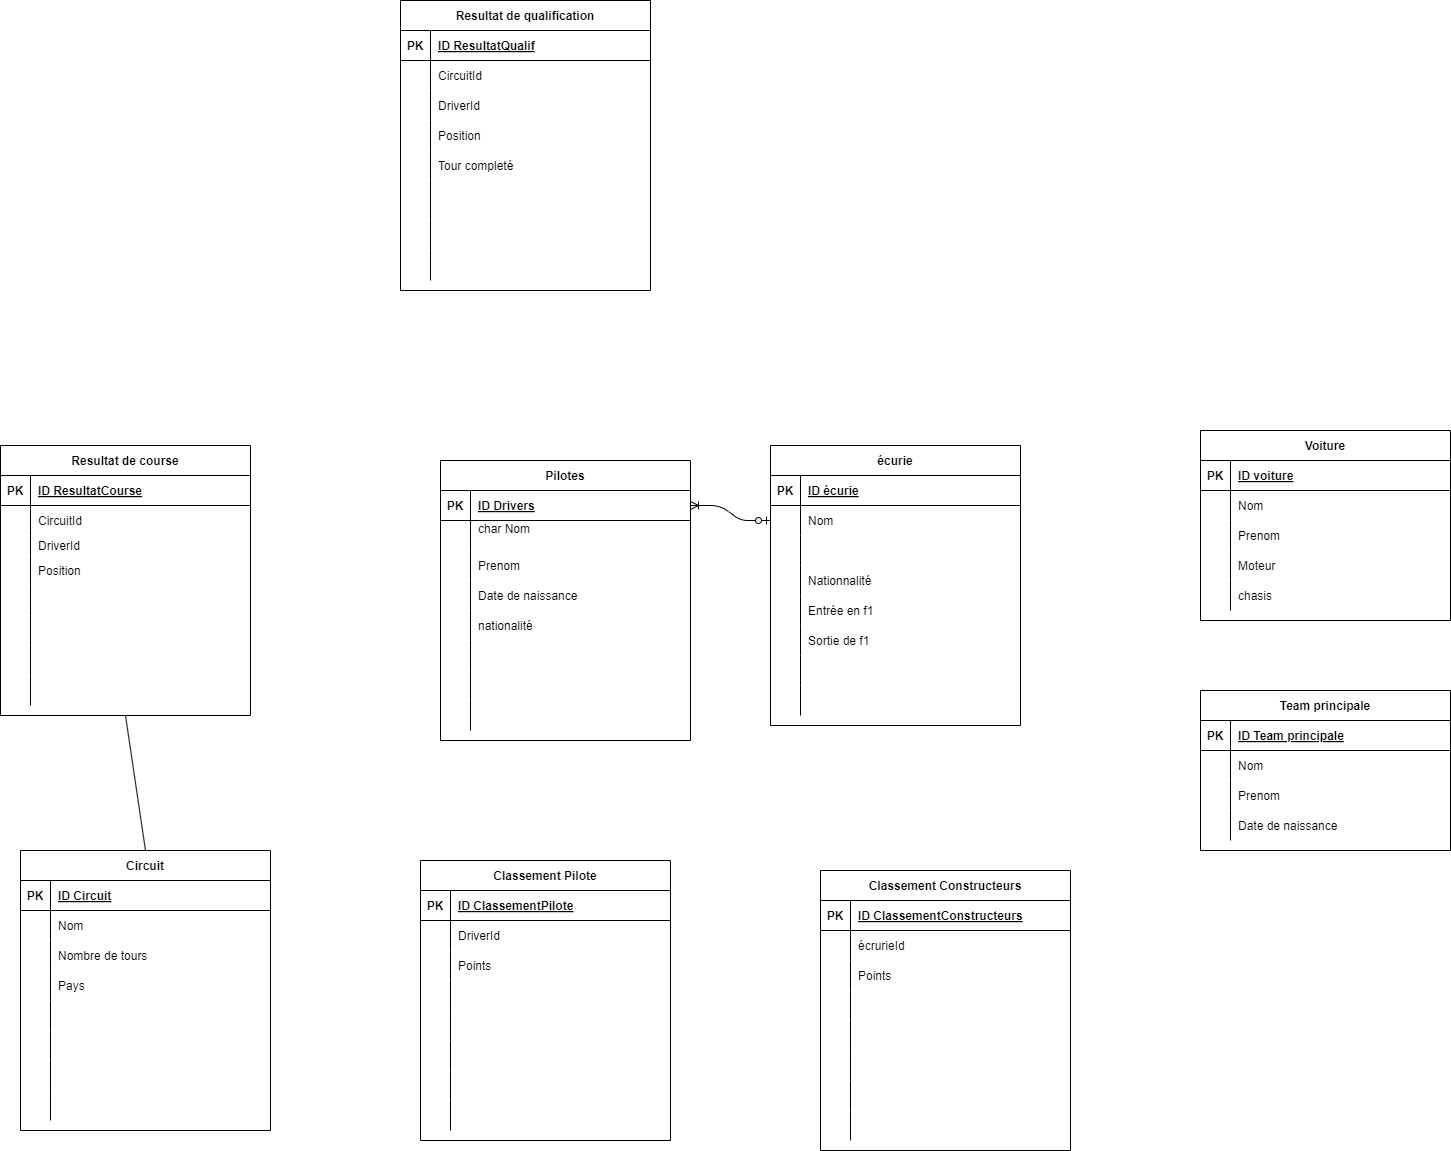 Resultat de qualification
PK ID ResultatQualif
CircuitId
DriverId
Position
Tour completé
Resultat de course
PK ID ResultatCourse
CircuitId
DriverId
Position
Pilotes
PK ID Drivers
char Nom
Prenom
Date de naissance
nationalité
écurie
PK ID écurie
Nom
Nationnalité
Entrée en f1
Sortie de f1
Voiture
PK ID voiture
Nom
Prenom
Moteur
chasis
Team principale
PK ID Team principale
Nom
Prenom
Date de naissance
Circuit
PK ID Circuit
Nom
Nombre de tours
Pays
Classement Pilote
PK ID ClassementPilote
DriverId
Points
Classement Constructeurs
PK ID ClassementConstructeurs
écrurieId
Points